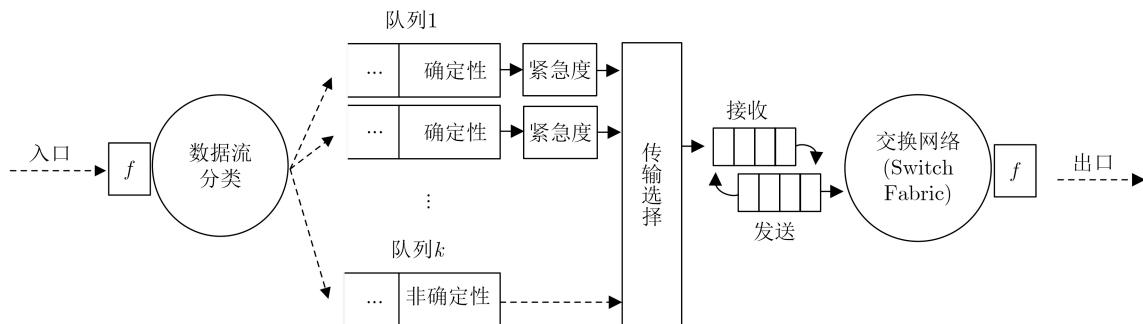 队列1
... 确定性 紧急度
... 确定性 紧急度
⋮
队列k
... 非确定性
入口
f
数据流
分类
传输选择
接收
发送
交换网络
(Switch
Fabric)
f
出口